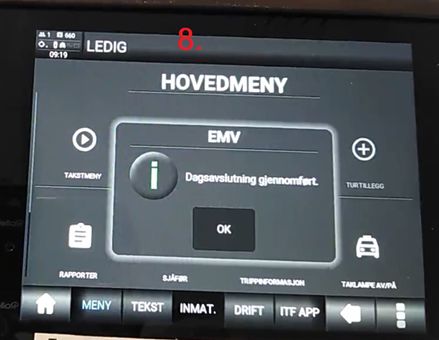 8.
1 660
LEDIG
09:19
HOVEDMENY
EMV
Dagsavslutning gjennomført.
OK
TAKSTMENY
TURTILLEGG
RAPPORTER
SJÅFØR
TRIPPINFORMASJON
TAKLAMPE AV/PÅ
MENY
TEKST
INMAT.
DRIFT
ITF APP